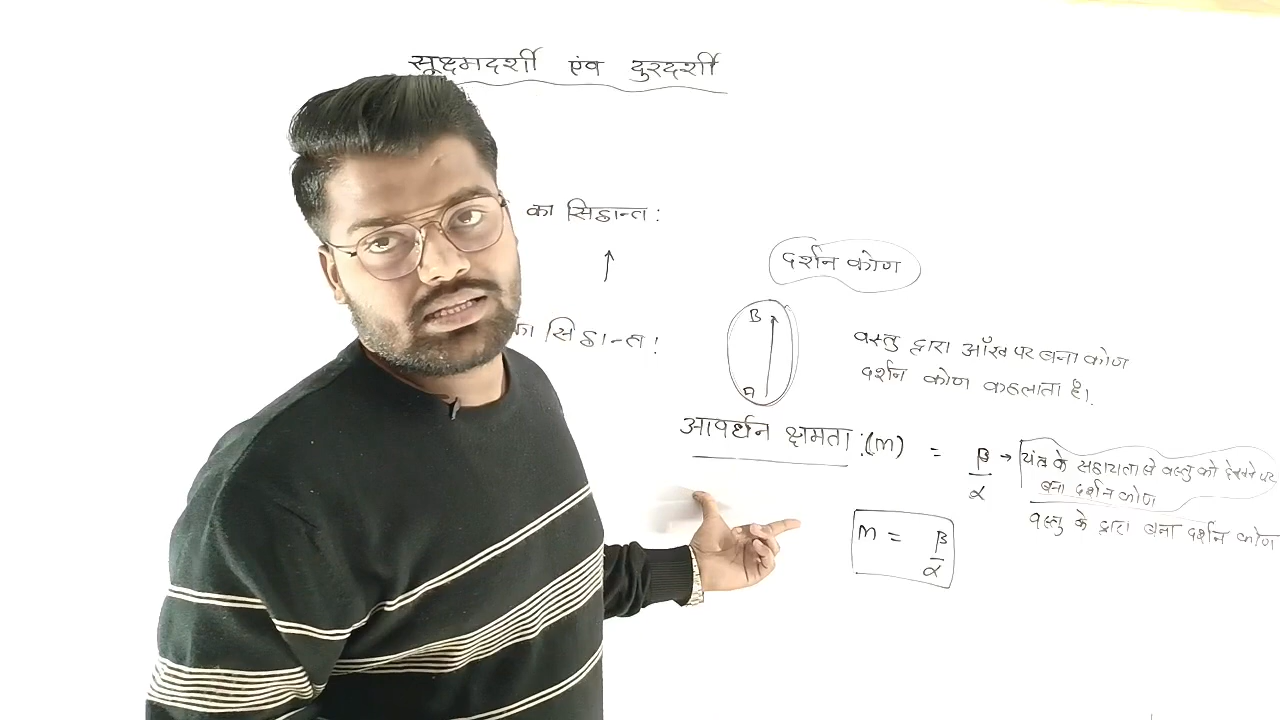 सूक्ष्मदर्शी एंव दुरदर्शी
का सिद्धान्त :
↑
का सिद्धान्त !
दर्शन कोण
B
A
वस्तु द्वारा आँख पर बना कोण
दर्शन कोण कहलाता है।
आवर्धन क्षमता : (m) = β/α → यंत्र के सहायता से वस्तु को देखने पर
बना दर्शन कोण
वस्तु के द्वारा बना दर्शन कोण
m = β/α